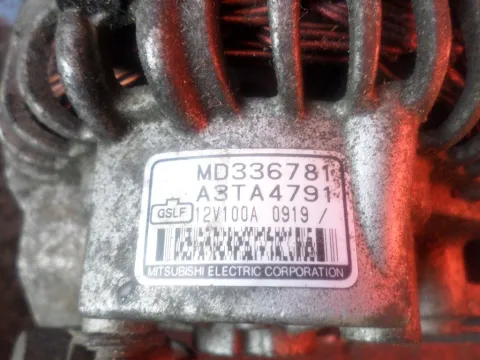 MD336781
A3TA4791
GSLF 12V100A 0919 /
MITSUBISHI ELECTRIC CORPORATION